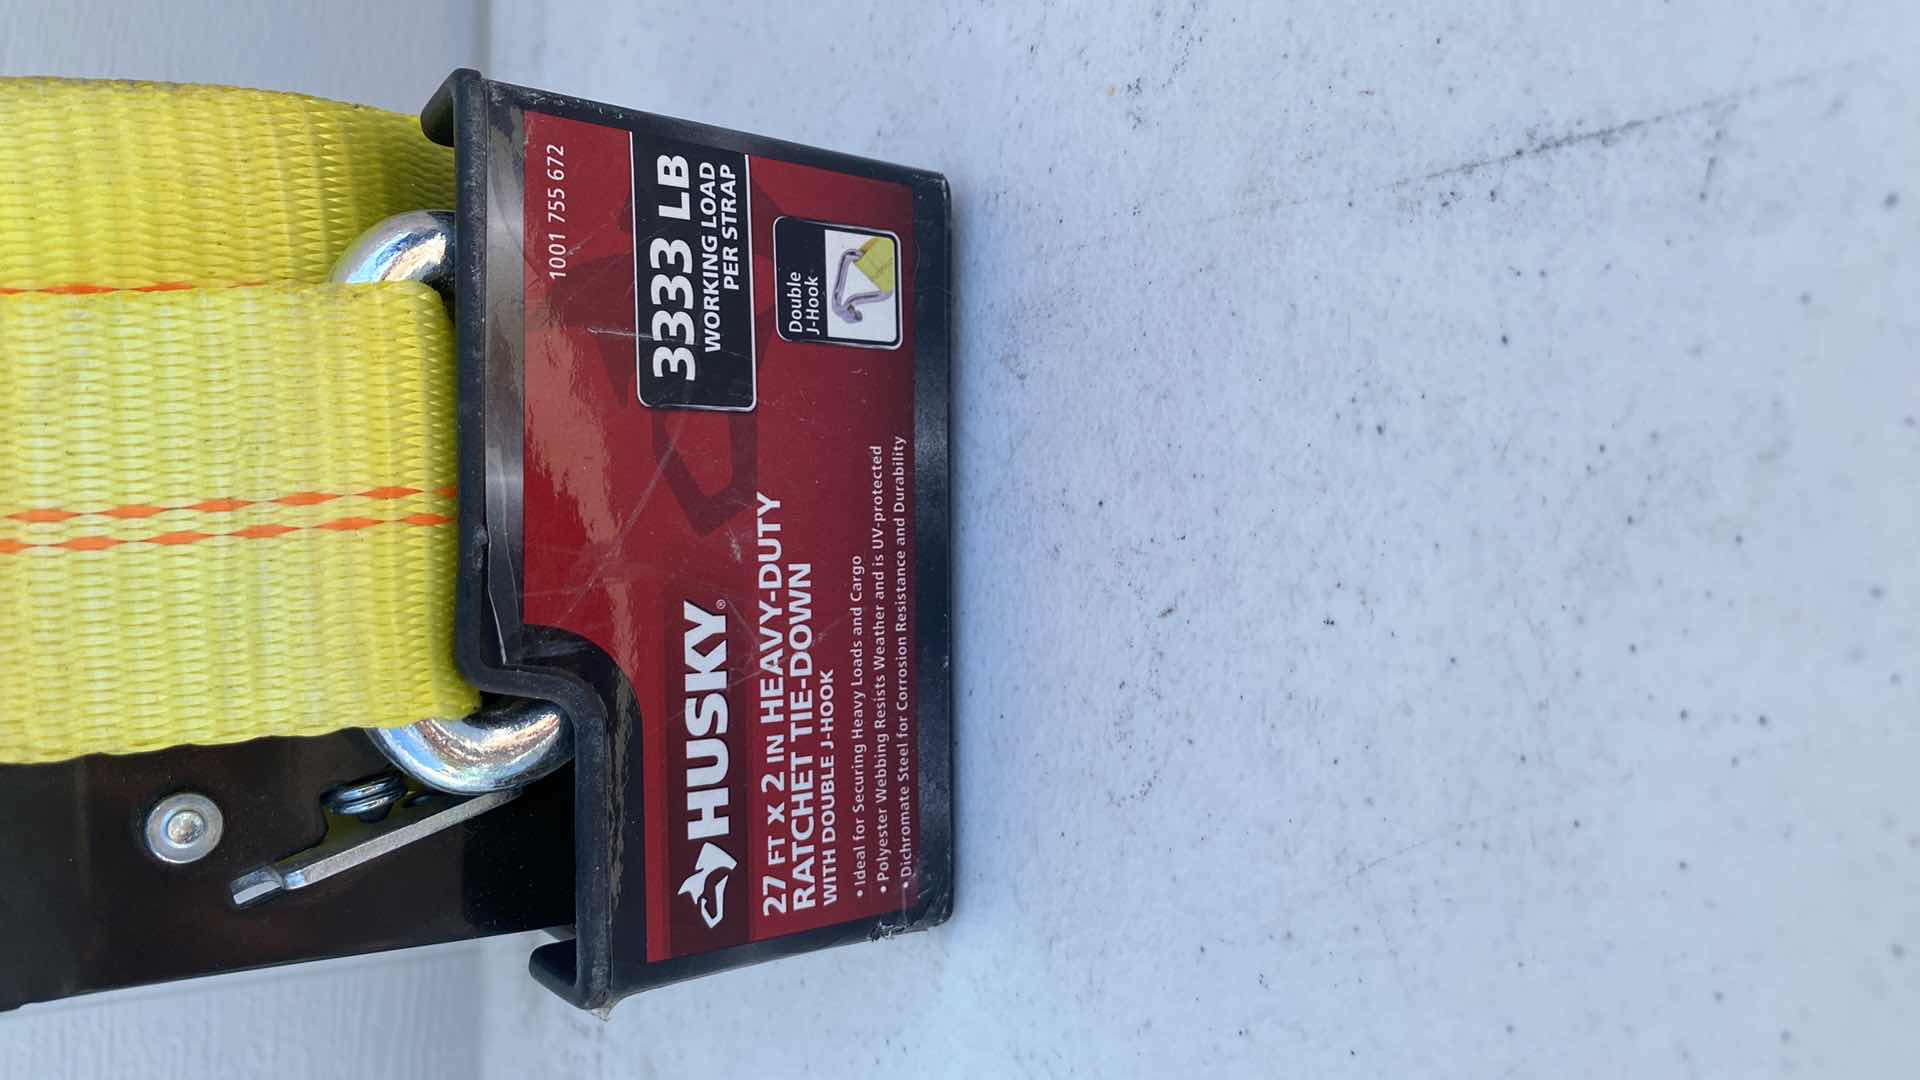 1001 755 672
3333 LB
WORKING LOAD
PER STRAP
Double
J-Hook
HUSKY®
27 FT X 2 IN HEAVY-DUTY
RATCHET TIE-DOWN
WITH DOUBLE J-HOOK
• Ideal for Securing Heavy Loads and Cargo
• Polyester Webbing Resists Weather and is UV-protected
• Dichromate Steel for Corrosion Resistance and Durability